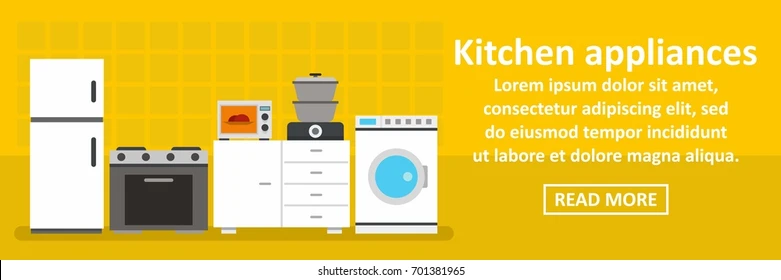 Kitchen appliances
Lorem ipsum dolor sit amet,
consectetur adipiscing elit, sed
do eiusmod tempor incididunt
ut labore et dolore magna aliqua.
READ MORE
shutterstock.com · 701381965